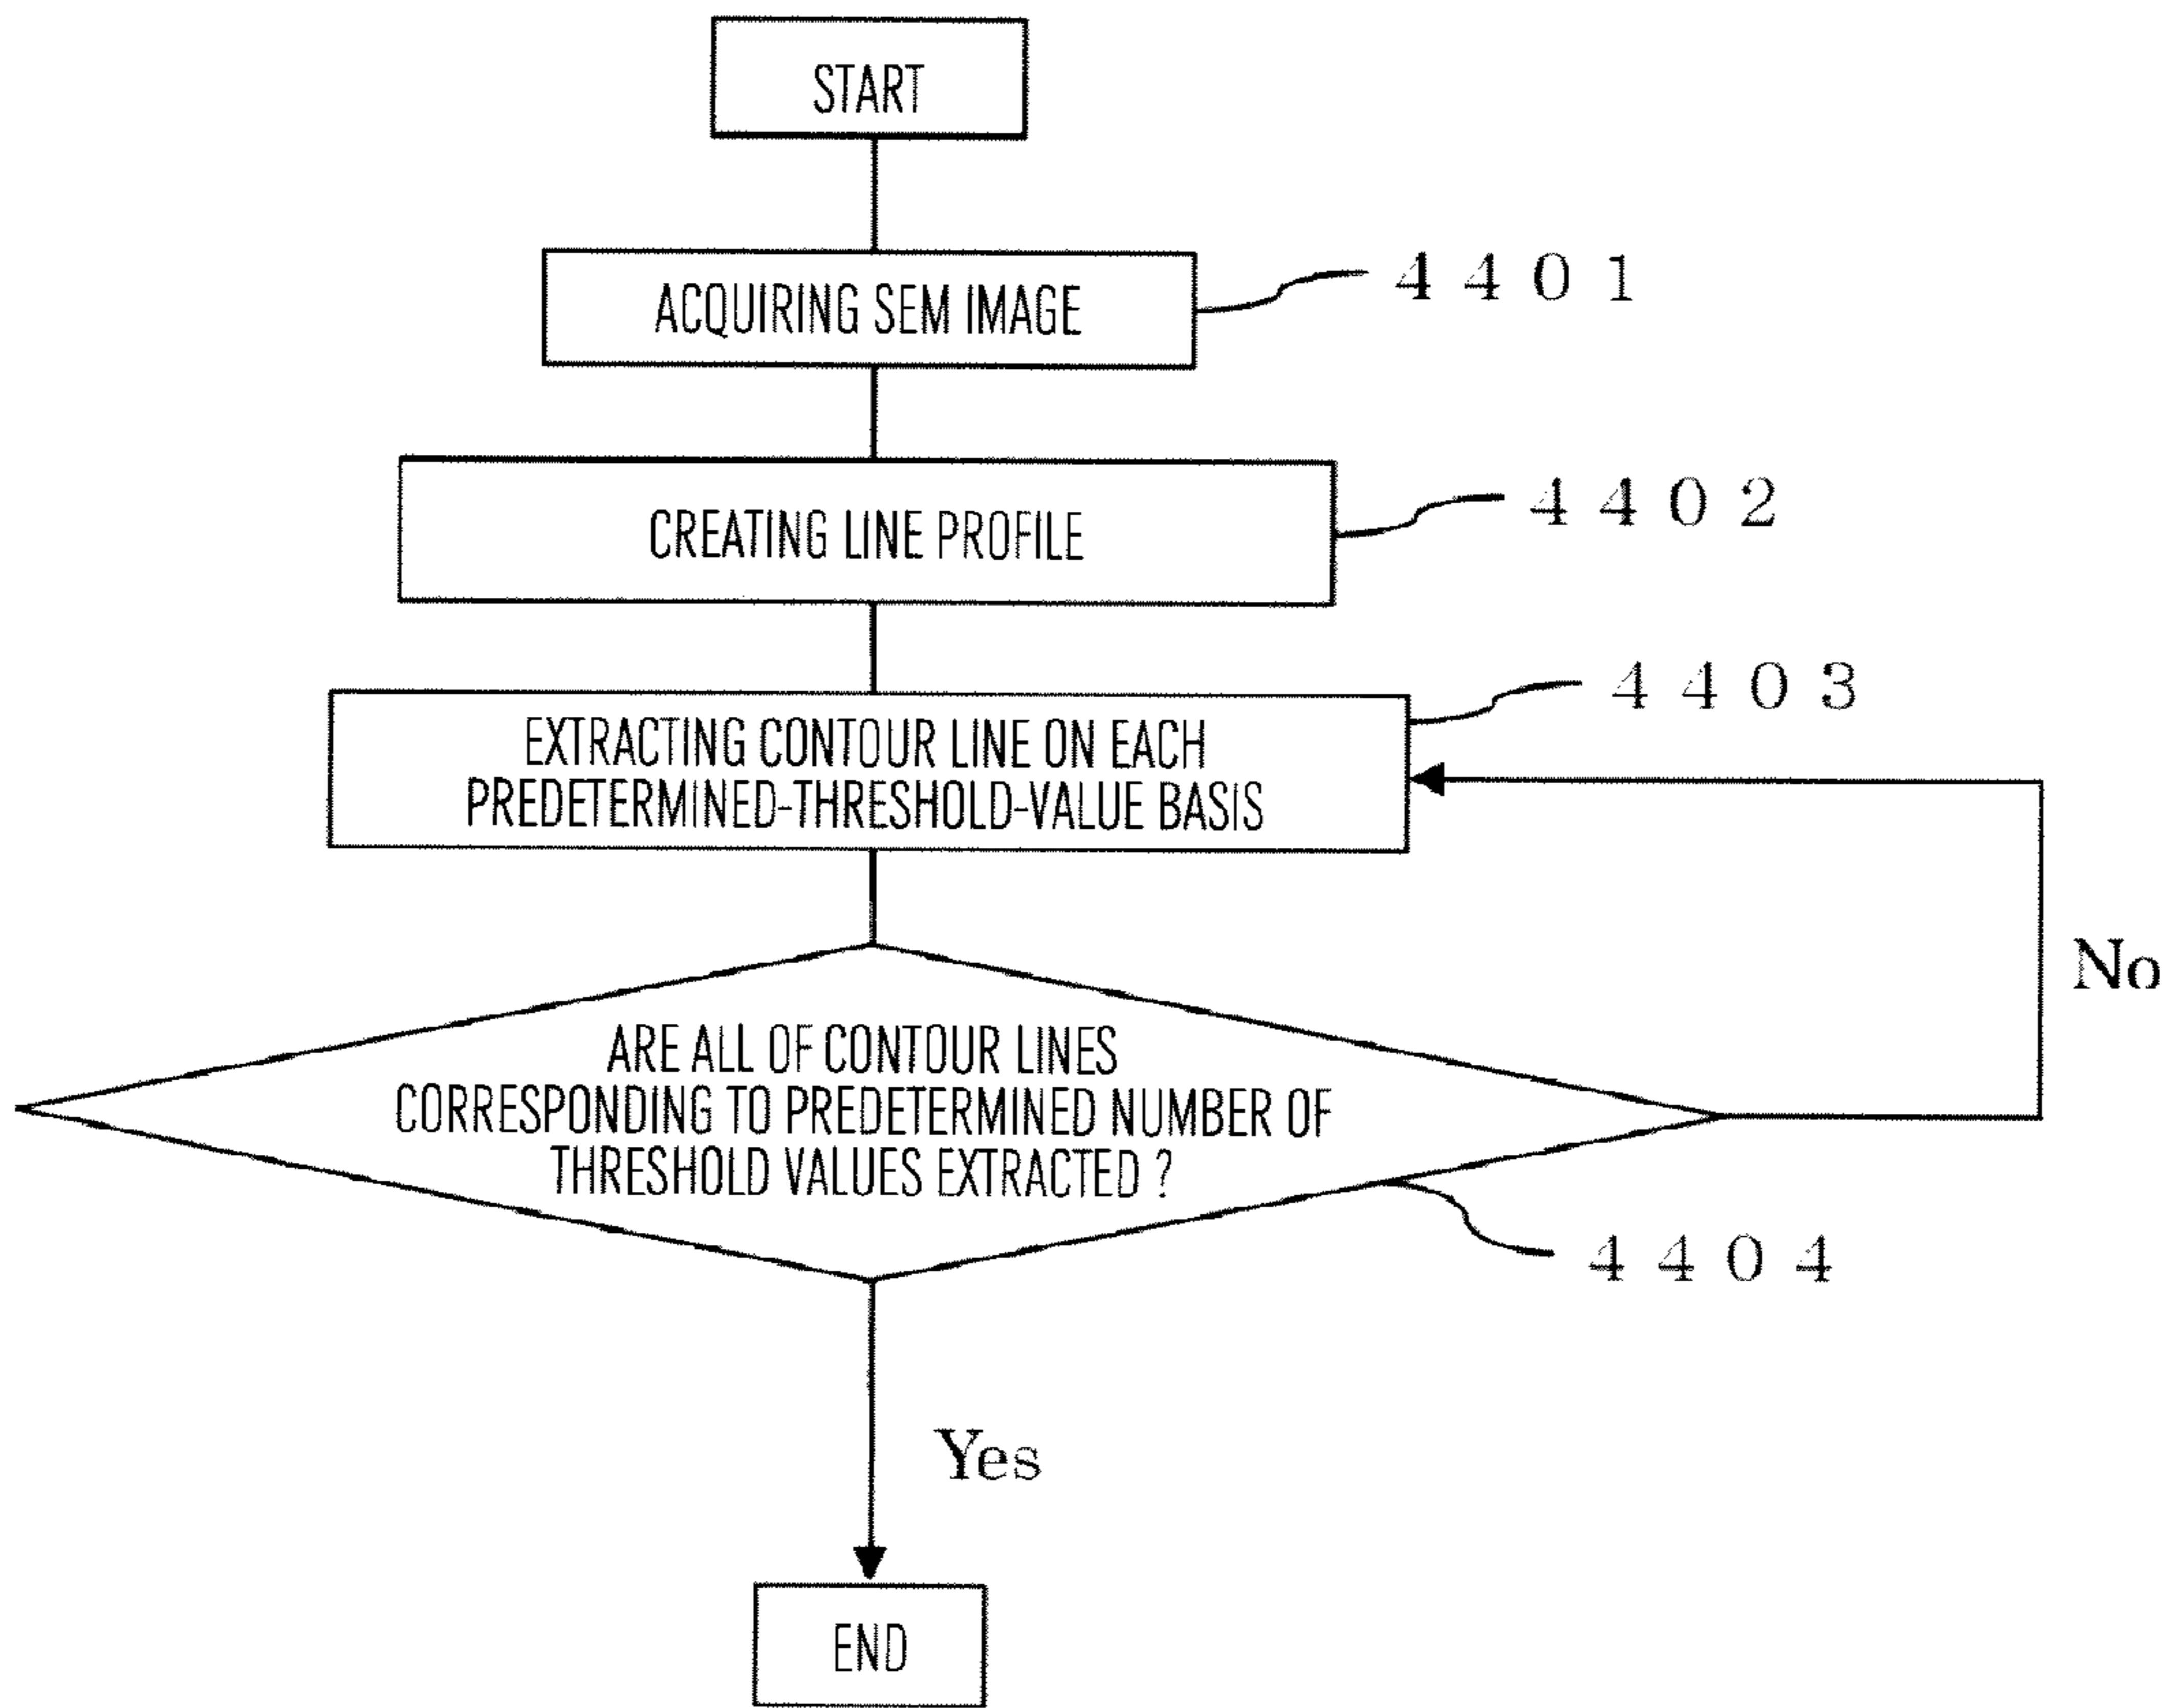 START
ACQUIRING SEM IMAGE
4401
CREATING LINE PROFILE
4402
EXTRACTING CONTOUR LINE ON EACH
PREDETERMINED-THRESHOLD-VALUE BASIS
4403
No
ARE ALL OF CONTOUR LINES
CORRESPONDING TO PREDETERMINED NUMBER OF
THRESHOLD VALUES EXTRACTED ?
4404
Yes
END